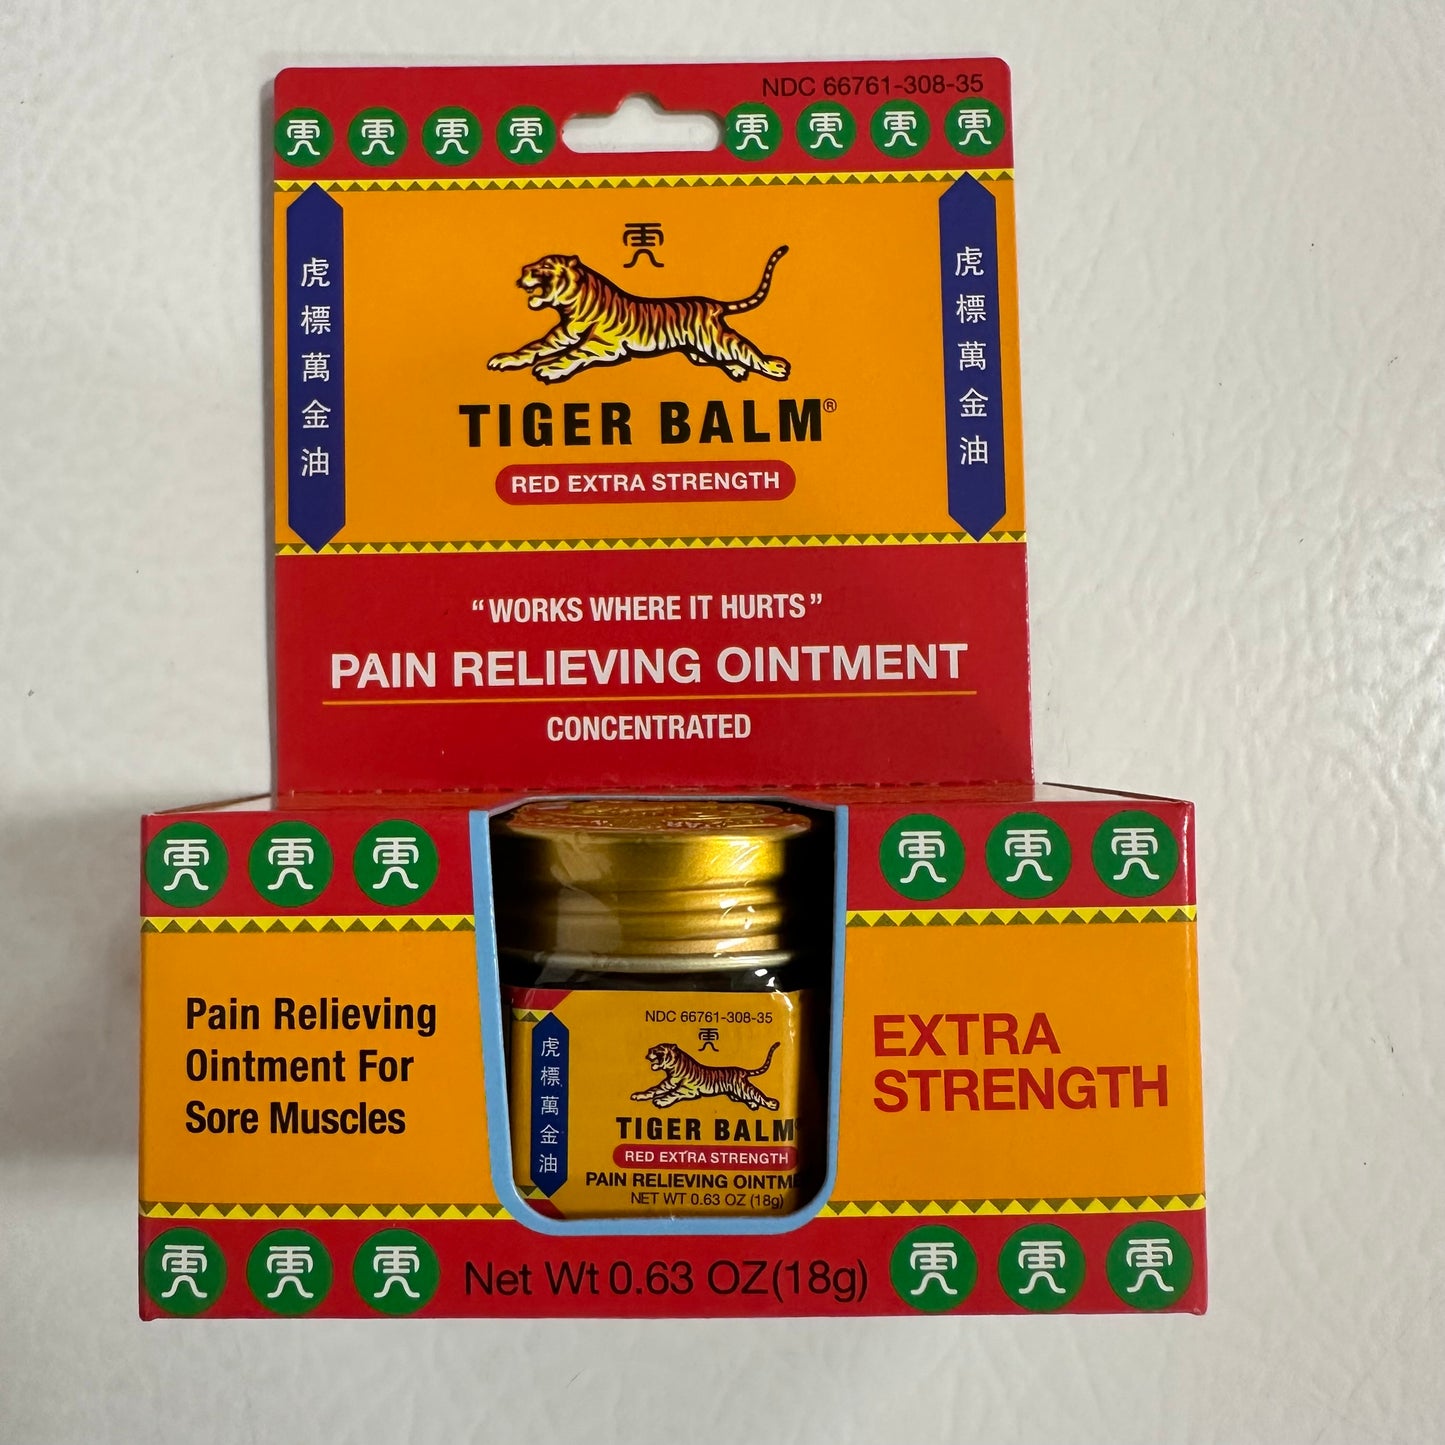 NDC 66761-308-35
虎標萬金油
虎標萬金油
TIGER BALM®
RED EXTRA STRENGTH
“WORKS WHERE IT HURTS”
PAIN RELIEVING OINTMENT
CONCENTRATED
Pain Relieving
Ointment For
Sore Muscles
NDC 66761-308-35
虎標萬金油
TIGER BALM
RED EXTRA STRENGTH
PAIN RELIEVING OINTME
NET WT 0.63 OZ (18g)
EXTRA
STRENGTH
Net Wt 0.63 OZ (18g)